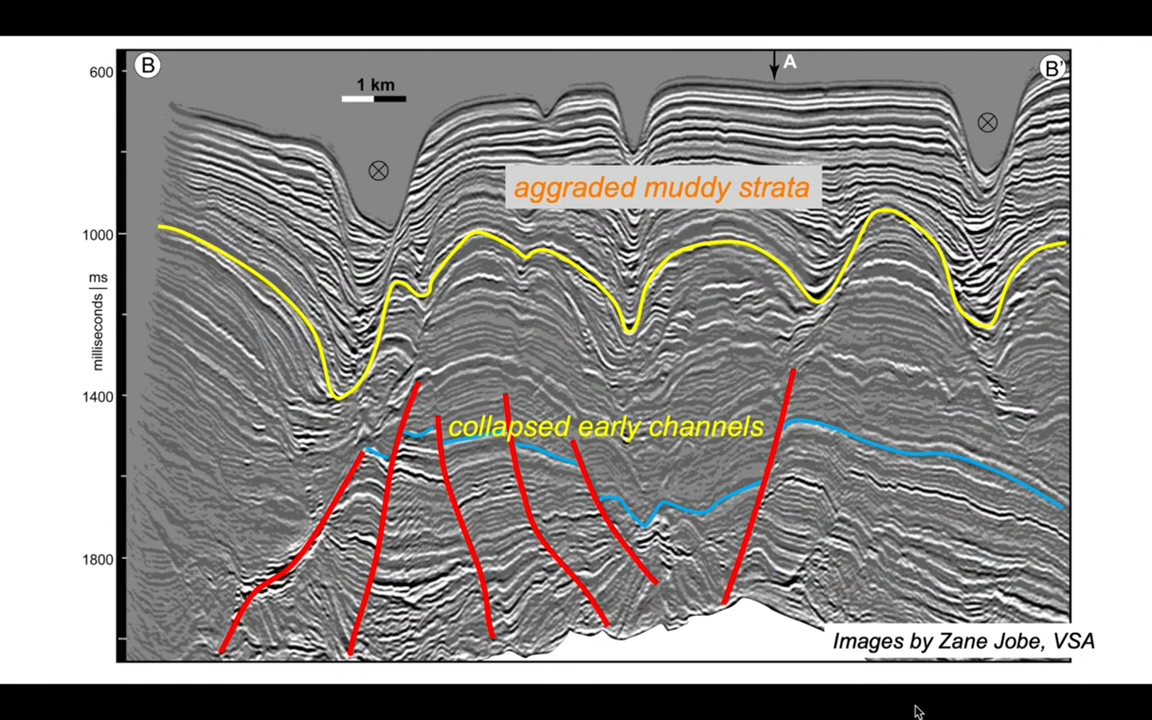 B
B'
A
600
1 km
aggraded muddy strata
1000
ms
milliseconds
1400
collapsed early channels
1800
Images by Zane Jobe, VSA